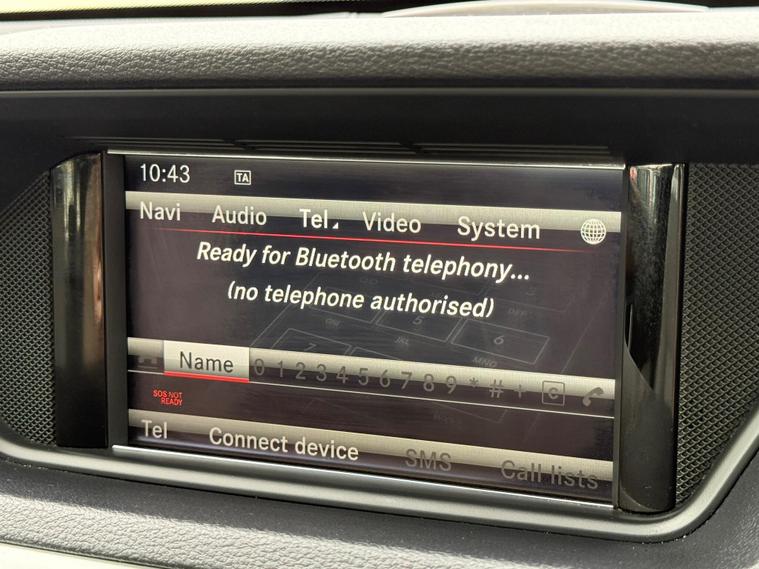 10:43 TA
Navi Audio Tel Video System
Ready for Bluetooth telephony...
(no telephone authorised)
Name 0 1 2 3 4 5 6 7 8 9 * # + C
SOS NOT
READY
Tel Connect device SMS Call lists